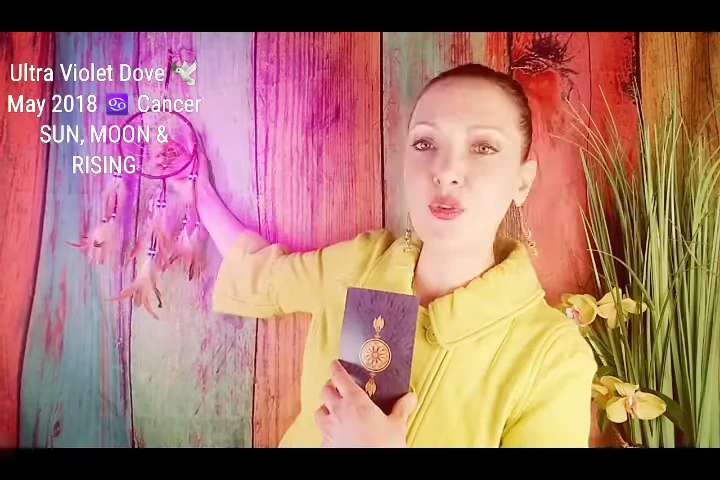 Ultra Violet Dove 🕊
May 2018 ♋ Cancer
SUN, MOON &
RISING